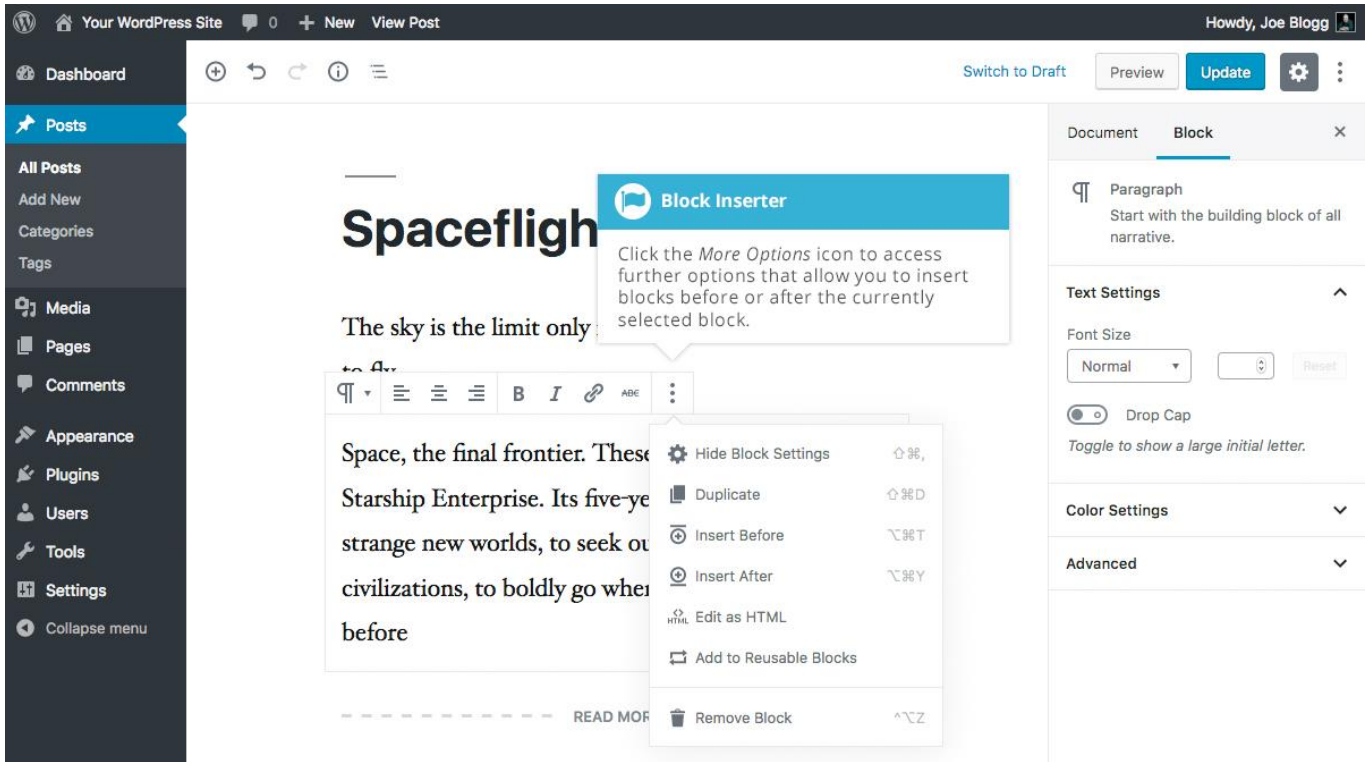 Your WordPress Site 0 New View Post Howdy, Joe Blogg
Dashboard
Posts
All Posts
Add New
Categories
Tags
Media
Pages
Comments
Appearance
Plugins
Users
Tools
Settings
Collapse menu
Switch to Draft Preview Update
Spacefligh
The sky is the limit only
to fly
Block Inserter
Click the More Options icon to access
further options that allow you to insert
blocks before or after the currently
selected block.
B I ABC
Space, the final frontier. These
Starship Enterprise. Its five-ye
strange new worlds, to seek ou
civilizations, to boldly go when
before
READ MOR
Hide Block Settings ⇧⌘,
Duplicate ⇧⌘D
Insert Before ⌥⌘T
Insert After ⌥⌘Y
HTML Edit as HTML
Add to Reusable Blocks
Remove Block ^⌥Z
Document Block
Paragraph
Start with the building block of all
narrative.
Text Settings
Font Size
Normal Reset
Drop Cap
Toggle to show a large initial letter.
Color Settings
Advanced